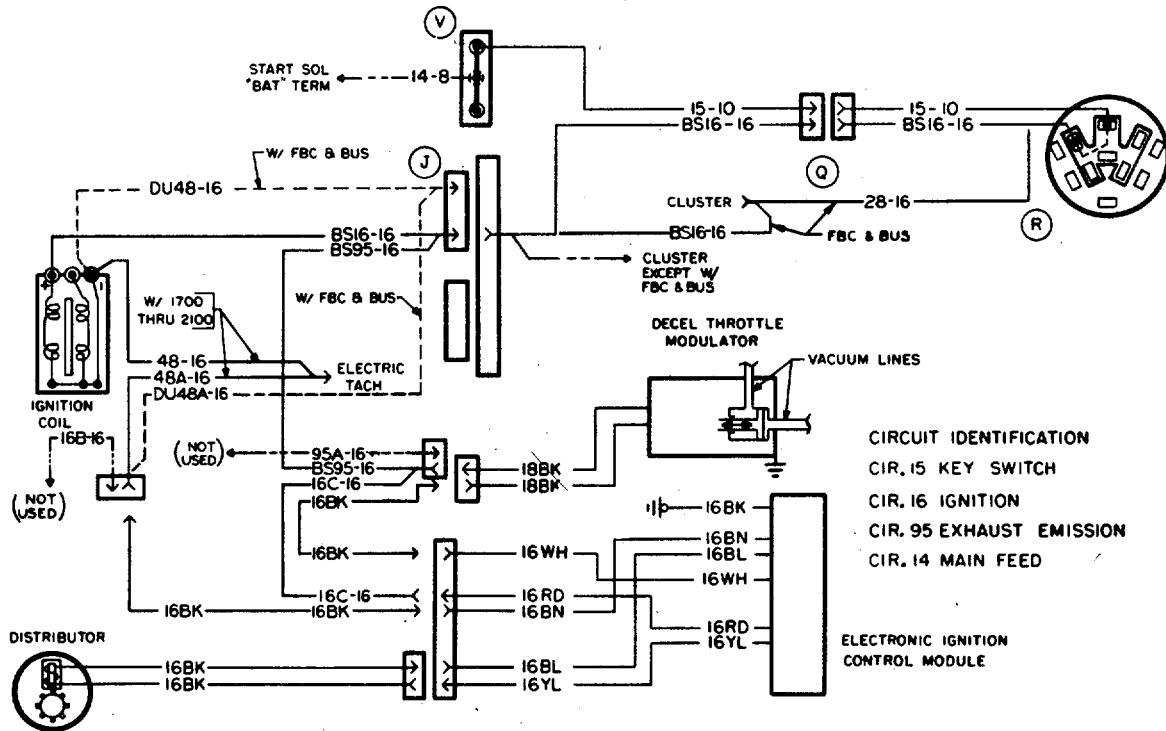 V
START SOL
"BAT" TERM
14-8
15-10
BS16-16
15-10
BS16-16
W/ FBC & BUS
J
DU48-16
Q
CLUSTER
28-16
R
BS16-16
BS95-16
BS16-16
FBC & BUS
CLUSTER
EXCEPT W/
FBC & BUS
+
-
W/ 1700
THRU 2100
W/ FBC & BUS
DECEL THROTTLE
MODULATOR
VACUUM LINES
48-16
48A-16
DU48A-16
ELECTRIC
TACH
IGNITION
COIL
16B-16
(NOT
USED)
(NOT
USED)
95A-16
BS95-16
16C-16
16BK
18BK
18BK
CIRCUIT IDENTIFICATION
CIR. 15 KEY SWITCH
CIR. 16 IGNITION
CIR. 95 EXHAUST EMISSION
CIR. 14 MAIN FEED
16BK
16BN
16BL
16WH
16RD
16YL
16BK
16WH
16C-16
16RD
16BK
16BK
16BN
DISTRIBUTOR
16BK
16BK
16BL
16YL
ELECTRONIC IGNITION
CONTROL MODULE